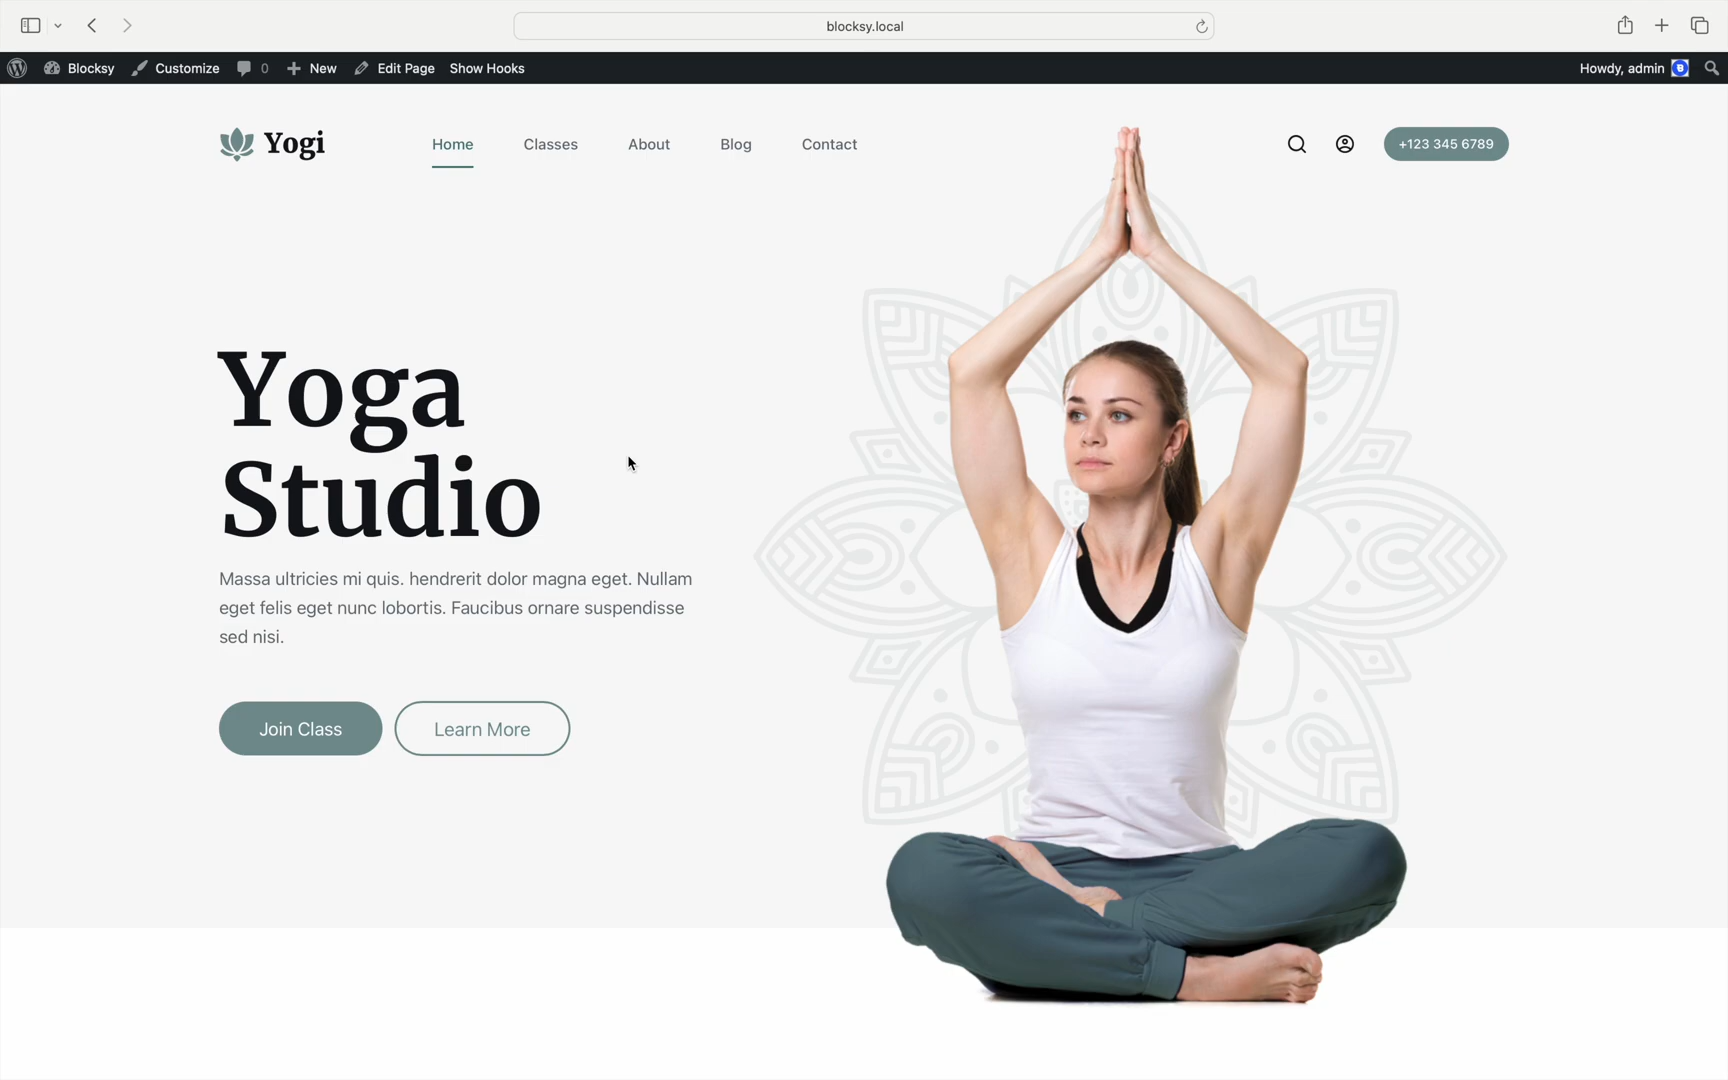 blocksy.local
Blocksy Customize 0 New Edit Page Show Hooks Howdy, admin
Yogi Home Classes About Blog Contact +123 345 6789
Yoga
Studio
Massa ultricies mi quis. hendrerit dolor magna eget. Nullam
eget felis eget nunc lobortis. Faucibus ornare suspendisse
sed nisi.
Join Class Learn More